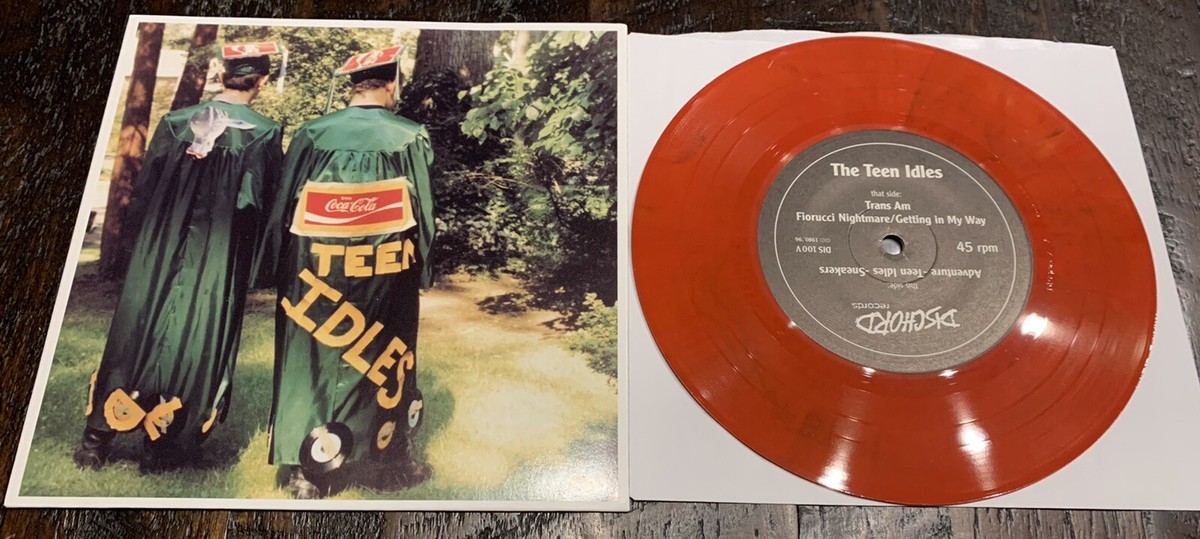 Coca-Cola
TEEN
IDLES
The Teen Idles
that side:
Trans Am
Fiorucci Nightmare/Getting in My Way
DIS 100 V
45 rpm
this side:
Adventure - Teen Idles - Sneakers
DISCHORD
records